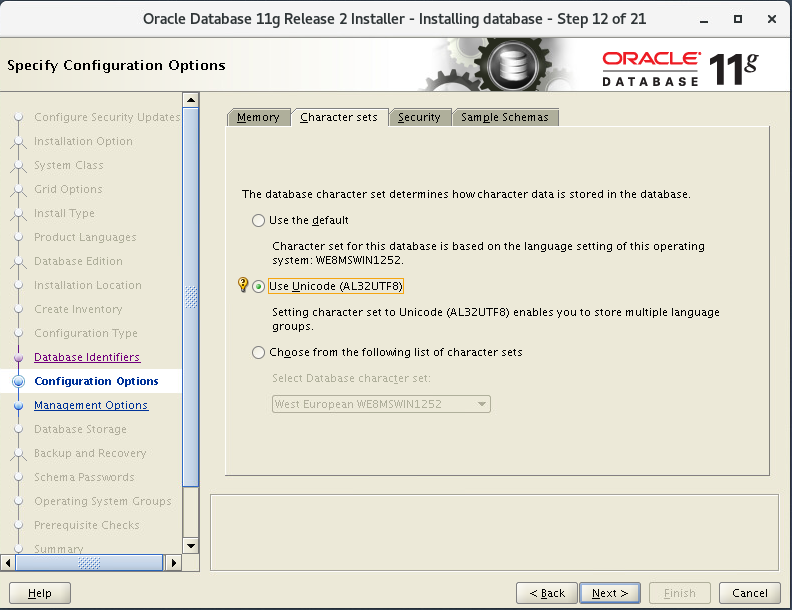 Oracle Database 11g Release 2 Installer - Installing database - Step 12 of 21
Specify Configuration Options
ORACLE
DATABASE
11g
Configure Security Updates
Installation Option
System Class
Grid Options
Install Type
Product Languages
Database Edition
Installation Location
Create Inventory
Configuration Type
Database Identifiers
Configuration Options
Management Options
Database Storage
Backup and Recovery
Schema Passwords
Operating System Groups
Prerequisite Checks
Summary
Memory
Character sets
Security
Sample Schemas
The database character set determines how character data is stored in the database.
Use the default
Character set for this database is based on the language setting of this operating
system: WE8MSWIN1252.
Use Unicode (AL32UTF8)
Setting character set to Unicode (AL32UTF8) enables you to store multiple language
groups.
Choose from the following list of character sets
Select Database character set:
West European WE8MSWIN1252
Help
< Back
Next >
Finish
Cancel